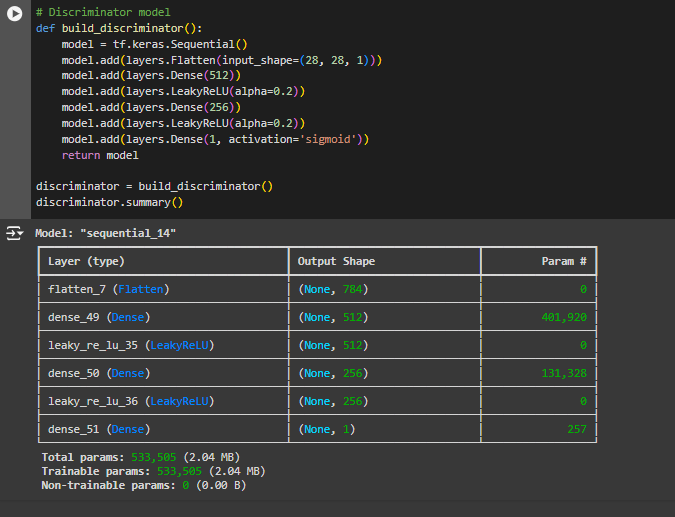 # Discriminator model
def build_discriminator():
    model = tf.keras.Sequential()
    model.add(layers.Flatten(input_shape=(28, 28, 1)))
    model.add(layers.Dense(512))
    model.add(layers.LeakyReLU(alpha=0.2))
    model.add(layers.Dense(256))
    model.add(layers.LeakyReLU(alpha=0.2))
    model.add(layers.Dense(1, activation='sigmoid'))
    return model
discriminator = build_discriminator()
discriminator.summary()
Model: "sequential_14"
Layer (type) Output Shape Param #
flatten_7 (Flatten) (None, 784) 0
dense_49 (Dense) (None, 512) 401,920
leaky_re_lu_35 (LeakyReLU) (None, 512) 0
dense_50 (Dense) (None, 256) 131,328
leaky_re_lu_36 (LeakyReLU) (None, 256) 0
dense_51 (Dense) (None, 1) 257
Total params: 533,505 (2.04 MB)
Trainable params: 533,505 (2.04 MB)
Non-trainable params: 0 (0.00 B)